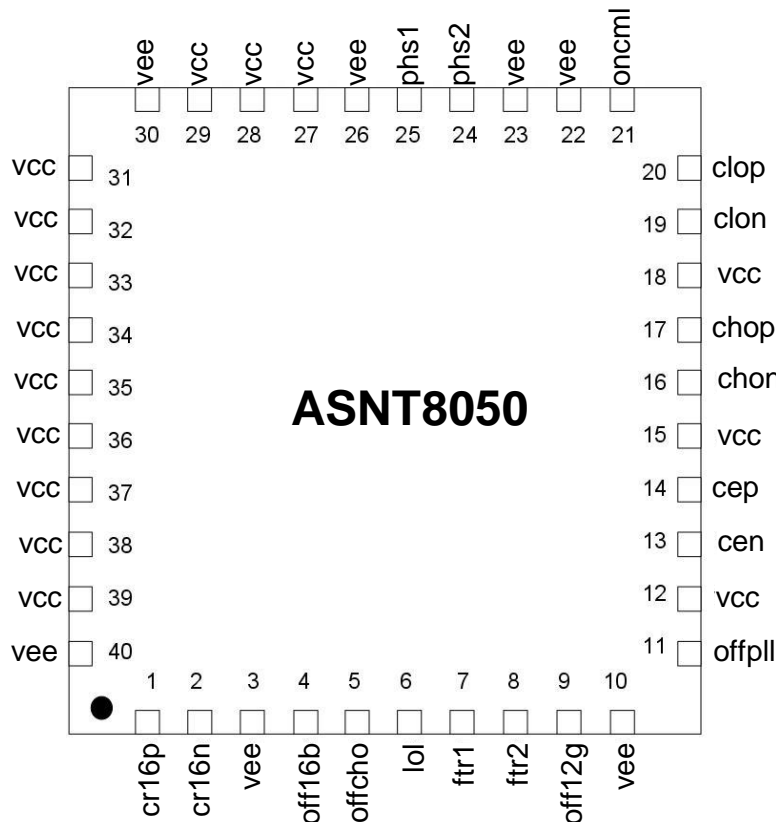 vee vcc vcc vcc vee phs1 phs2 vee vee oncml
30 29 28 27 26 25 24 23 22 21
vcc 31 20 clop
vcc 32 19 clon
vcc 33 18 vcc
vcc 34 17 chop
vcc 35 16 chon
ASNT8050
vcc 36 15 vcc
vcc 37 14 cep
vcc 38 13 cen
vcc 39 12 vcc
vee 40 11 offpll
1 2 3 4 5 6 7 8 9 10
cr16p cr16n vee off16b offcho lol ftr1 ftr2 off12g vee